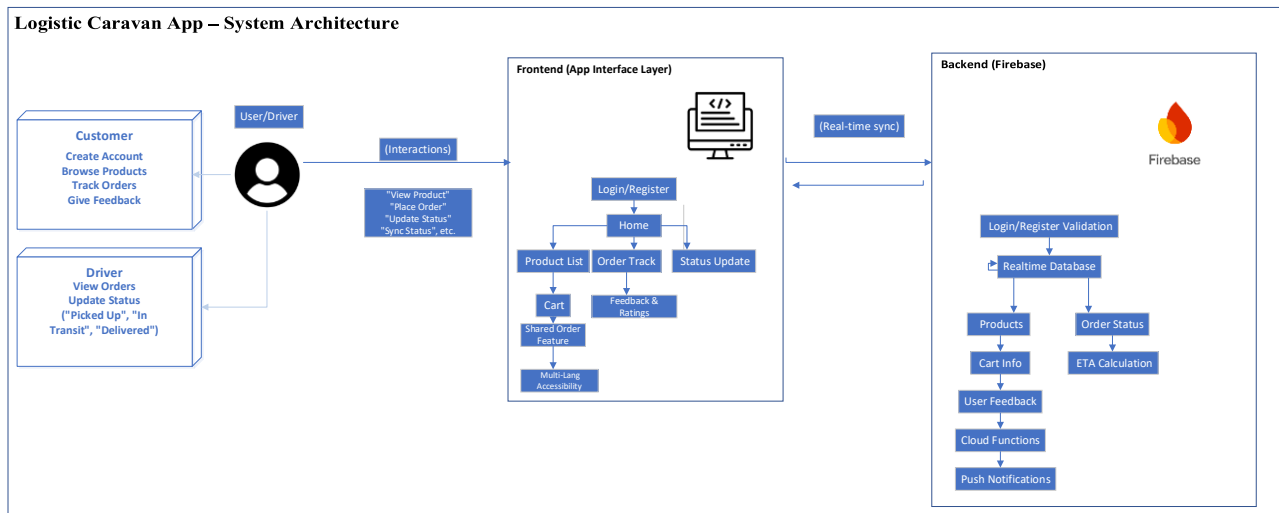 Logistic Caravan App – System Architecture
Customer
Create Account
Browse Products
Track Orders
Give Feedback
Driver
View Orders
Update Status
("Picked Up", "In
Transit", "Delivered")
User/Driver
(Interactions)
"View Product"
"Place Order"
"Update Status"
"Sync Status", etc.
Frontend (App Interface Layer)
</>
Login/Register
Home
Product List
Order Track
Status Update
Cart
Feedback &
Ratings
Shared Order
Feature
Multi-Lang
Accessibility
(Real-time sync)
Backend (Firebase)
Firebase
Login/Register Validation
Realtime Database
Products
Order Status
Cart Info
ETA Calculation
User Feedback
Cloud Functions
Push Notifications